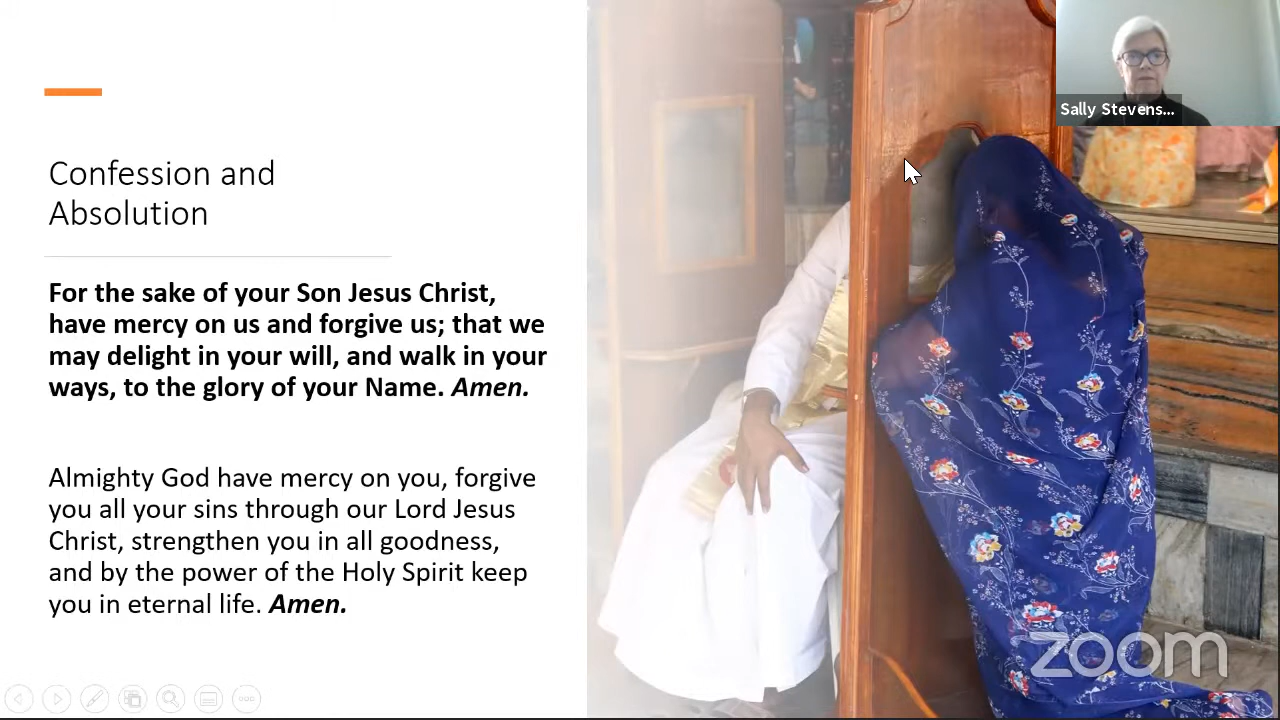 Confession and
Absolution
For the sake of your Son Jesus Christ,
have mercy on us and forgive us; that we
may delight in your will, and walk in your
ways, to the glory of your Name. Amen.
Almighty God have mercy on you, forgive
you all your sins through our Lord Jesus
Christ, strengthen you in all goodness,
and by the power of the Holy Spirit keep
you in eternal life. Amen.
Sally Stevens...
zoom